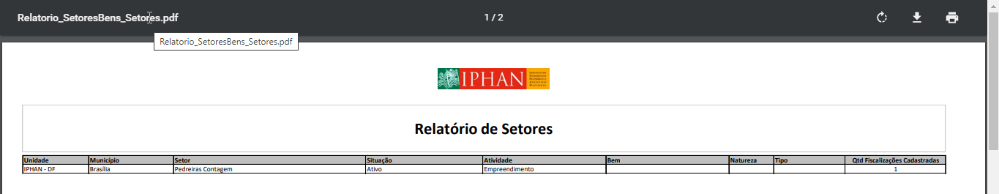 Relatorio_SetoresBens_Setores.pdf
1 / 2
Relatorio_SetoresBens_Setores.pdf
IPHAN
Relatório de Setores
Unidade Município Setor Situação Atividade Bem Natureza Tipo Qtd Fiscalizações Cadastradas
IPHAN - DF Brasília Pedreiras Contagem Ativo Empreendimento 1